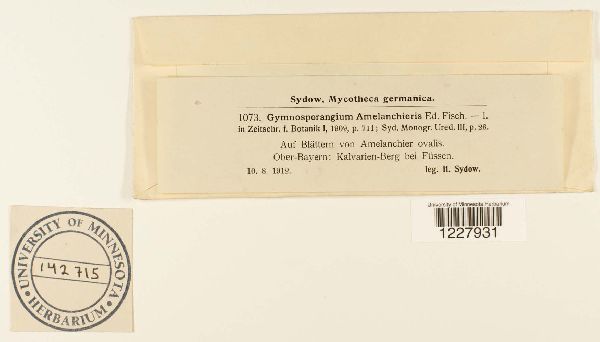 Sydow, Mycotheca germanica.
1073. Gymnosporangium Amelanchieris Ed. Fisch. — I.
in Zeitschr. f. Botanik I, 1909, p. 711; Syd. Monogr. Ured. III, p. 26.
Auf Blättern von Amelanchier ovalis.
Ober-Bayern: Kalvarien-Berg bei Füssen.
10. 8. 1912. leg. H. Sydow.
University of Minnesota Herbarium
1227931
UNIVERSITY OF MINNESOTA
142715
HERBARIUM